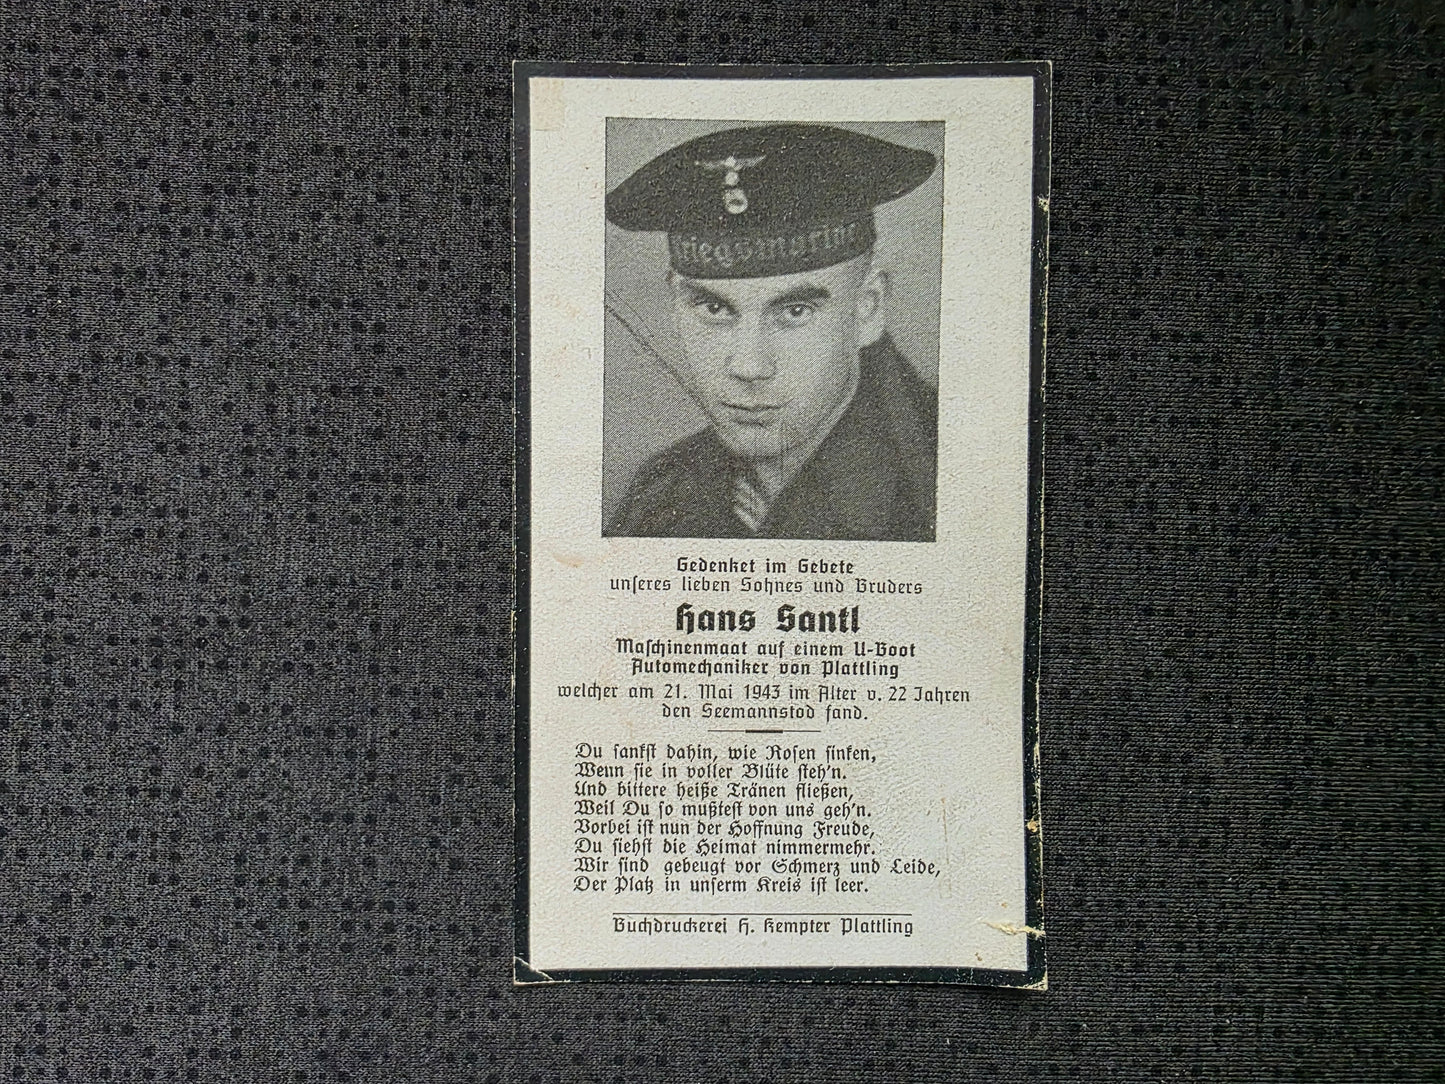 Kriegsmarine
Gedenket im Gebete
unseres lieben Sohnes und Bruders
Hans Santl
Maschinenmaat auf einem U-Boot
Automechaniker von Plattling
welcher am 21. Mai 1943 im Alter v. 22 Jahren
den Seemannstod fand.
Du sankst dahin, wie Rosen sinken,
Wenn sie in voller Blüte steh'n.
Und bittere heiße Tränen fließen,
Weil Du so mußtest von uns geh'n.
Vorbei ist nun der Hoffnung Freude,
Du siehst die Heimat nimmermehr.
Wir sind gebeugt vor Schmerz und Leide,
Der Platz in unserm Kreis ist leer.
Buchdruckerei H. Kempter Plattling